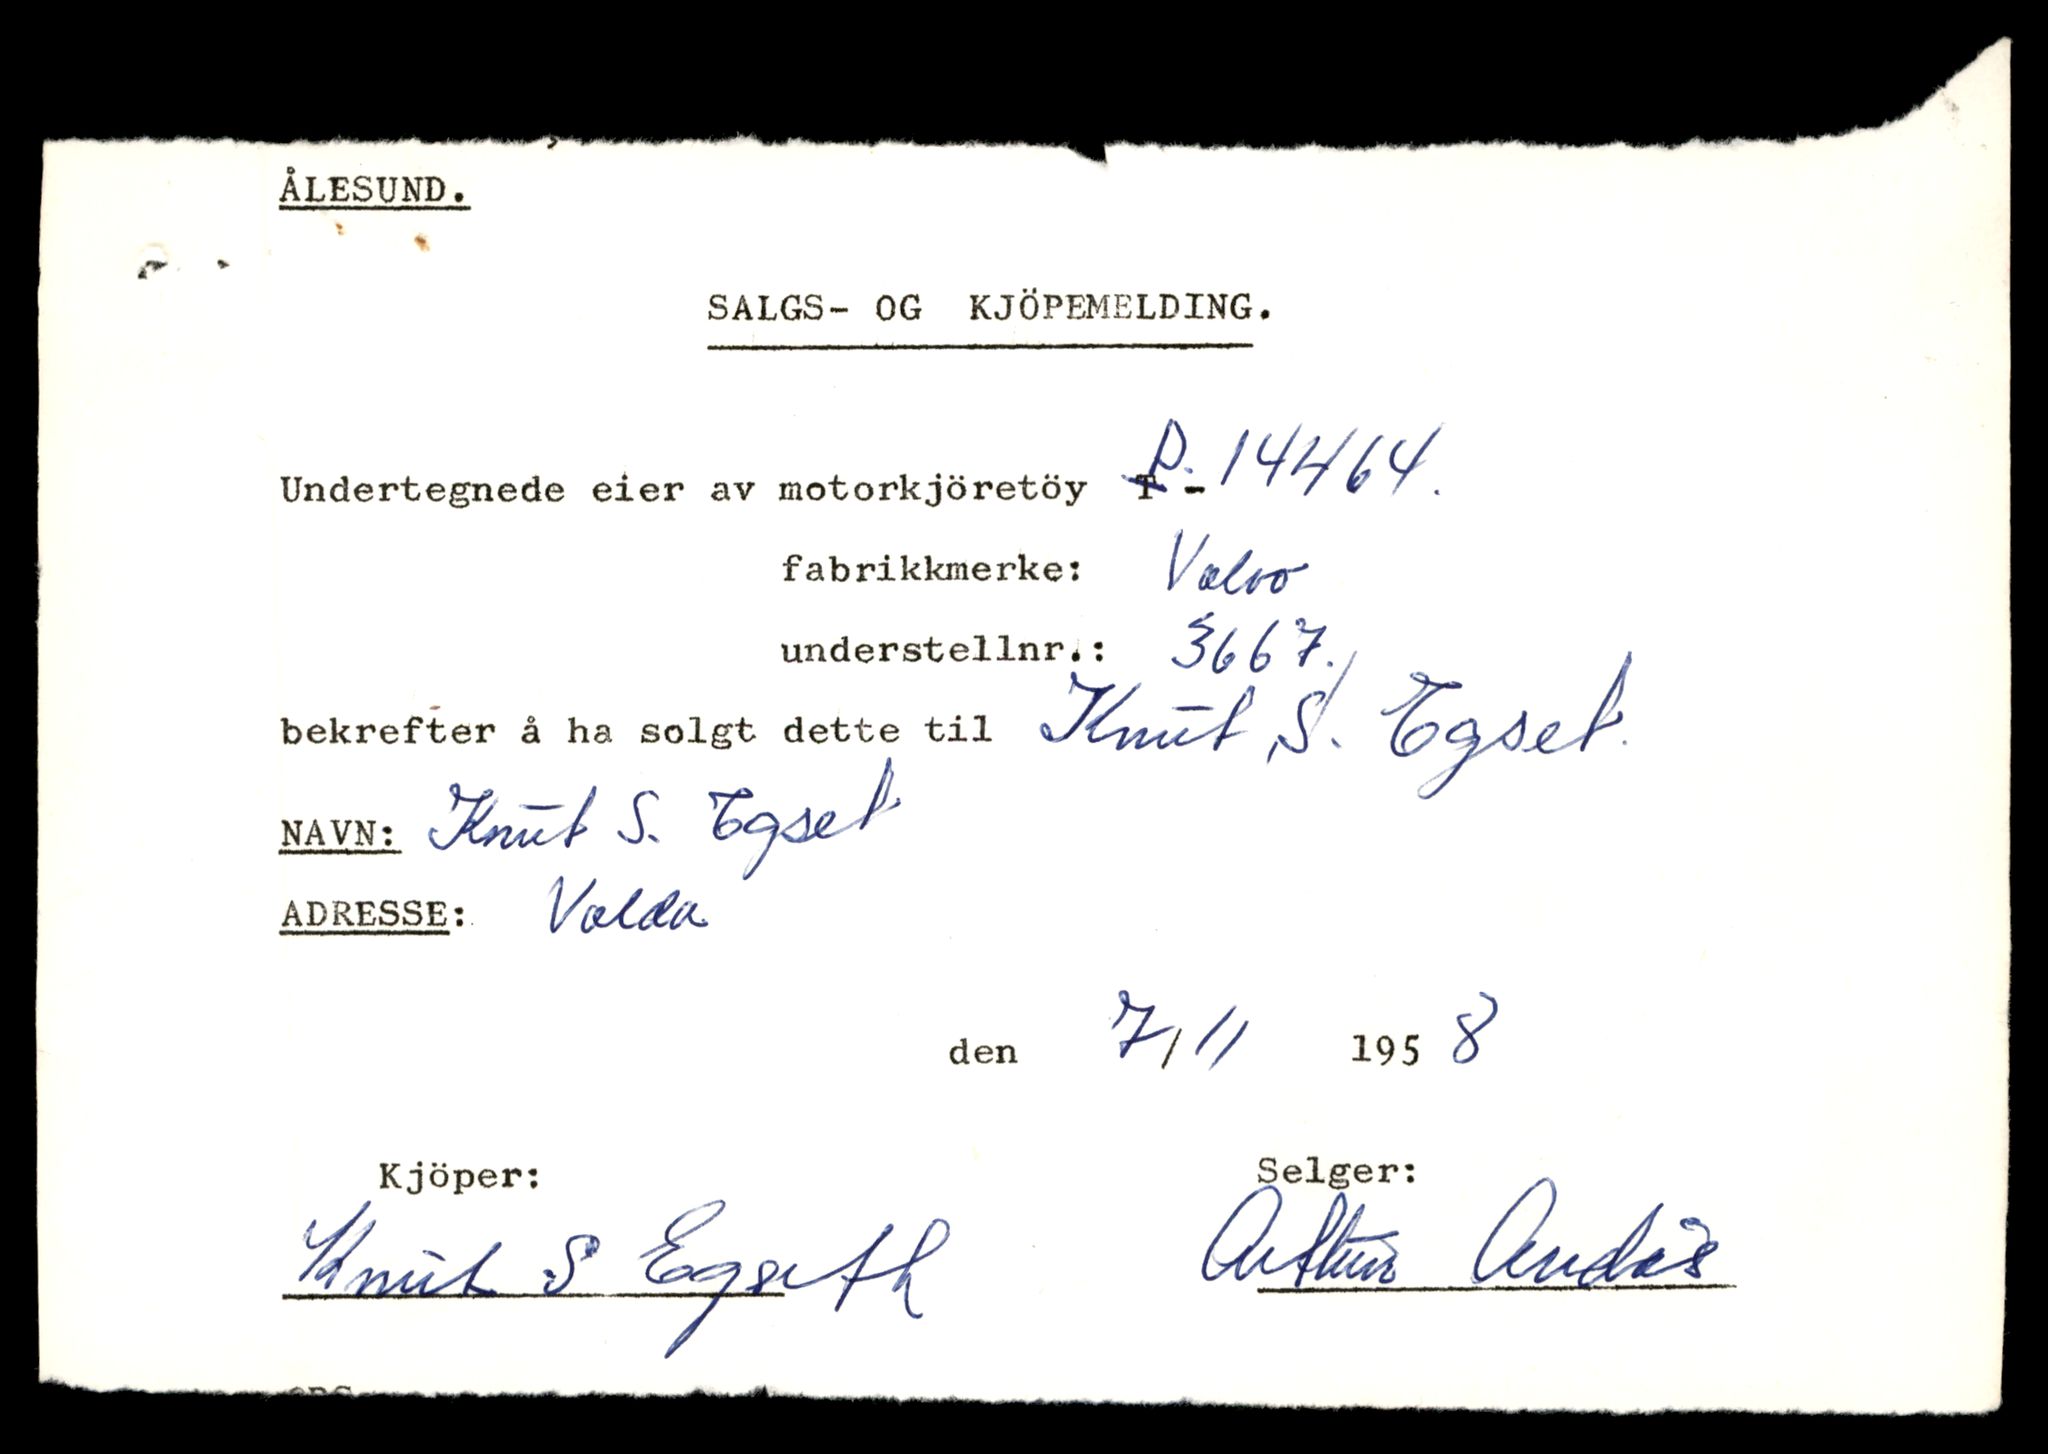 ÅLESUND.
SALGS- OG KJÖPEMELDING.
Undertegnede eier av motorkjöretöy T - 14464.
fabrikkmerke: Volvo
understellnr.: 3667.
bekrefter å ha solgt dette til Knut S. Egset.
NAVN: Knut S. Egset
ADRESSE: Volda
den 7/11 1958
Kjöper: Selger:
Knut S Egseth Arthur Andås